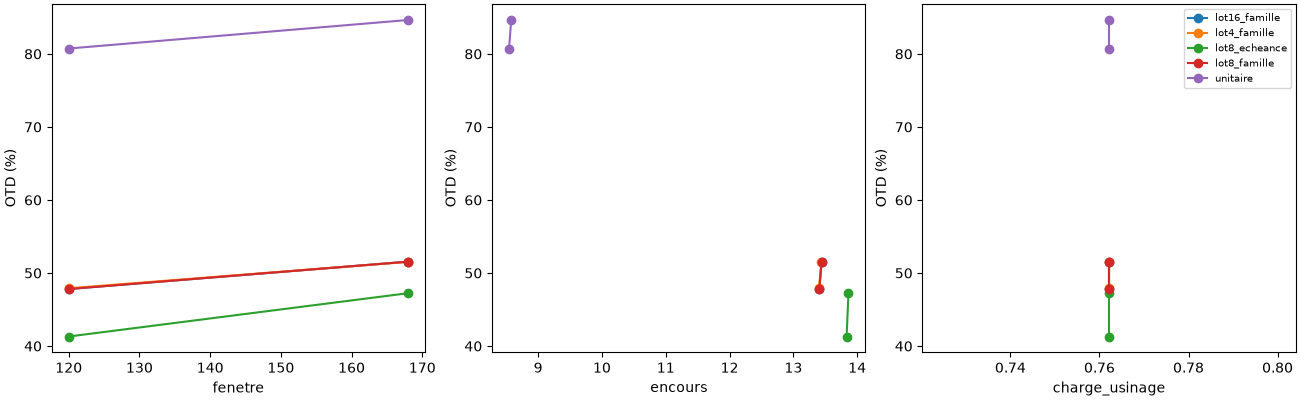 OTD (%)
80
70
60
50
40
120
130
140
150
160
170
fenetre
OTD (%)
80
70
60
50
40
9
10
11
12
13
14
encours
OTD (%)
80
70
60
50
40
0.74
0.76
0.78
0.80
charge_usinage
lot16_famille
lot4_famille
lot8_echeance
lot8_famille
unitaire